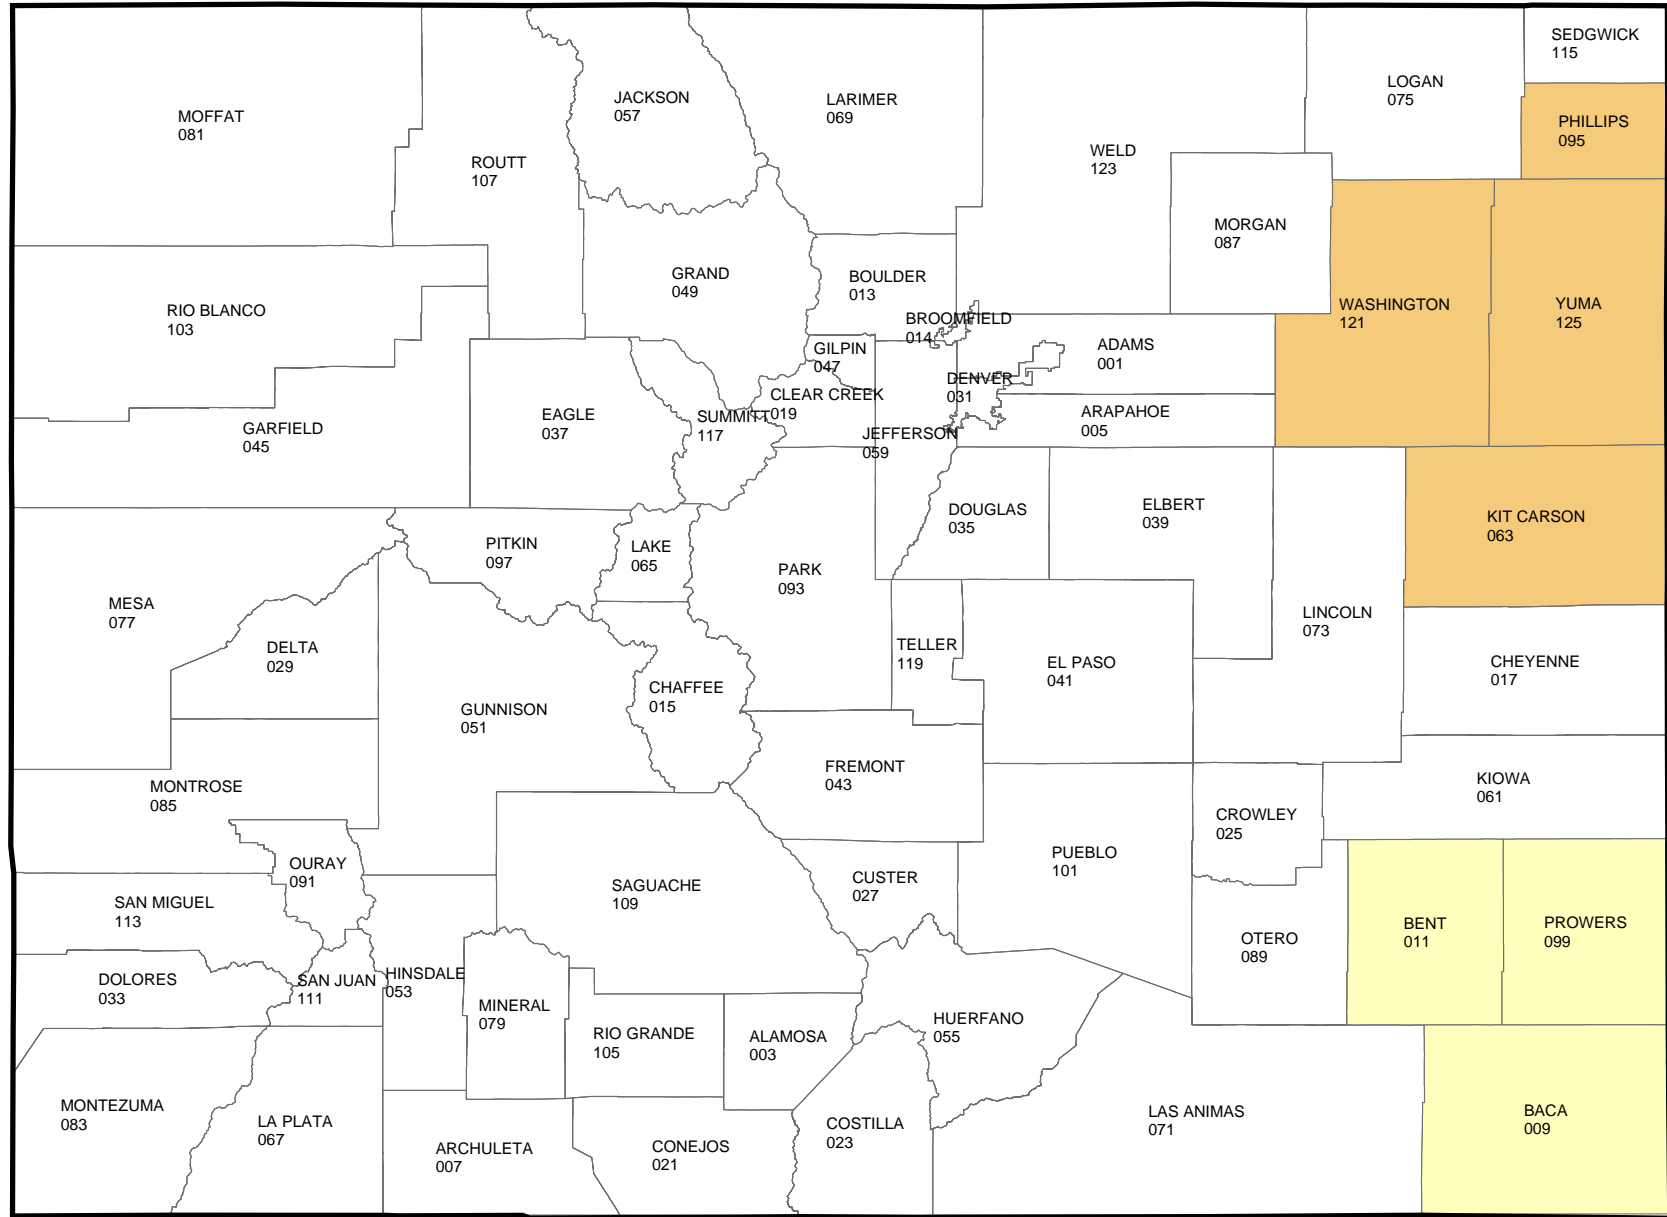 SEDGWICK
115
LOGAN
075
PHILLIPS
095
MOFFAT
081
JACKSON
057
LARIMER
069
ROUTT
107
WELD
123
MORGAN
087
GRAND
049
BOULDER
013
RIO BLANCO
103
BROOMFIELD
014
WASHINGTON
121
YUMA
125
GILPIN
047
ADAMS
001
DENVER
031
CLEAR CREEK
019
EAGLE
037
SUMMIT
117
ARAPAHOE
005
GARFIELD
045
JEFFERSON
059
DOUGLAS
035
ELBERT
039
KIT CARSON
063
PITKIN
097
LAKE
065
PARK
093
MESA
077
LINCOLN
073
DELTA
029
TELLER
119
EL PASO
041
CHEYENNE
017
CHAFFEE
015
GUNNISON
051
FREMONT
043
KIOWA
061
MONTROSE
085
CROWLEY
025
OURAY
091
PUEBLO
101
SAGUACHE
109
CUSTER
027
SAN MIGUEL
113
BENT
011
PROWERS
099
OTERO
089
DOLORES
033
SAN JUAN
111
HINSDALE
053
MINERAL
079
RIO GRANDE
105
ALAMOSA
003
HUERFANO
055
MONTEZUMA
083
LA PLATA
067
ARCHULETA
007
CONEJOS
021
COSTILLA
023
LAS ANIMAS
071
BACA
009